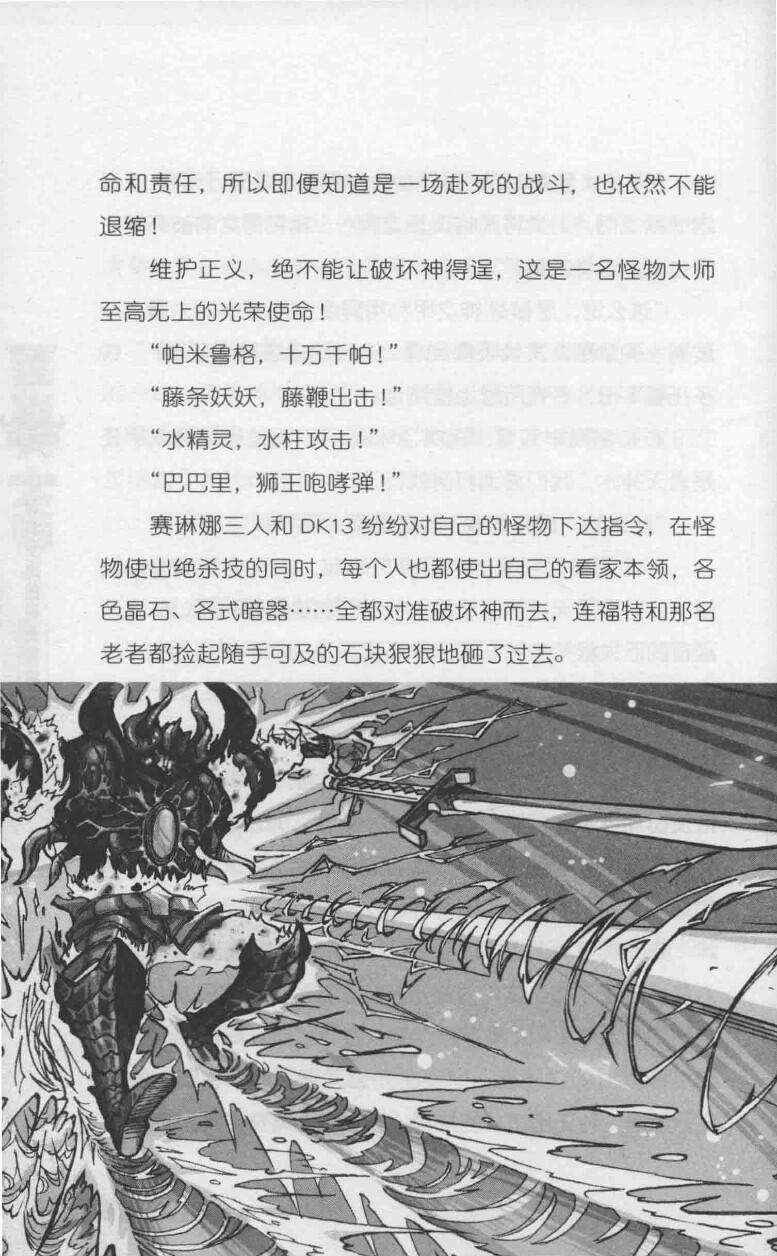 命和责任，所以即便知道是一场赴死的战斗，也依然不能
退缩！
维护正义，绝不能让破坏神得逞，这是一名怪物大师
至高无上的光荣使命！
“帕米鲁格，十万千帕！”
“藤条妖妖，藤鞭出击！”
“水精灵，水柱攻击！”
“巴巴里，狮王咆哮弹！”
赛琳娜三人和 DK13 纷纷对自己的怪物下达指令，在怪
物使出绝杀技的同时，每个人也都使出自己的看家本领，各
色晶石、各式暗器……全都对准破坏神而去，连福特和那名
老者都捡起随手可及的石块狠狠地砸了过去。